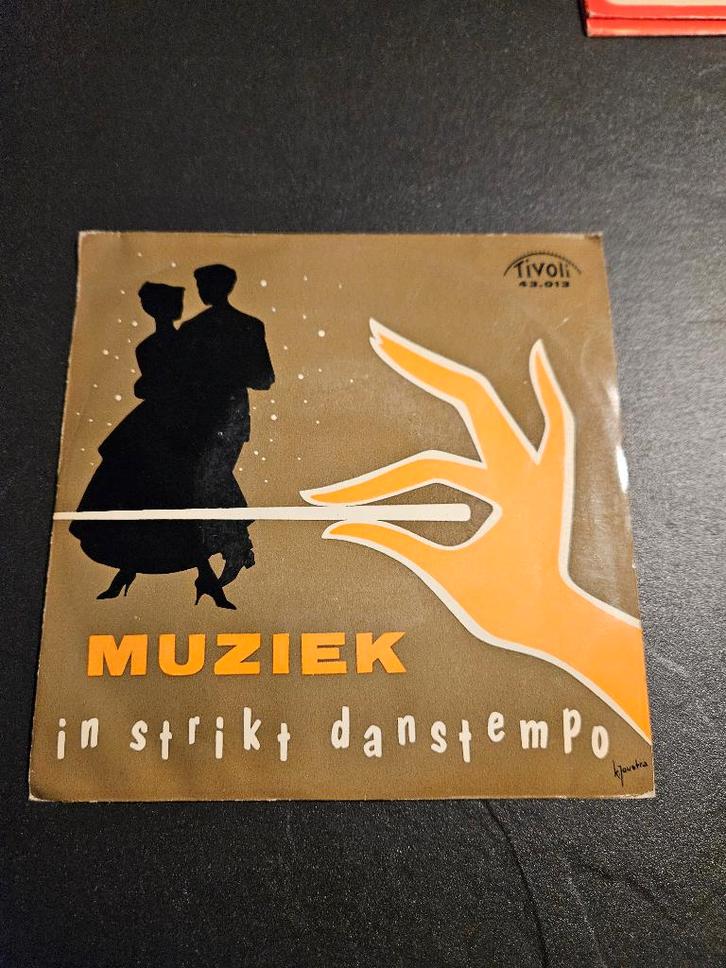 Tivoli
43.013
MUZIEK
in strikt danstempo